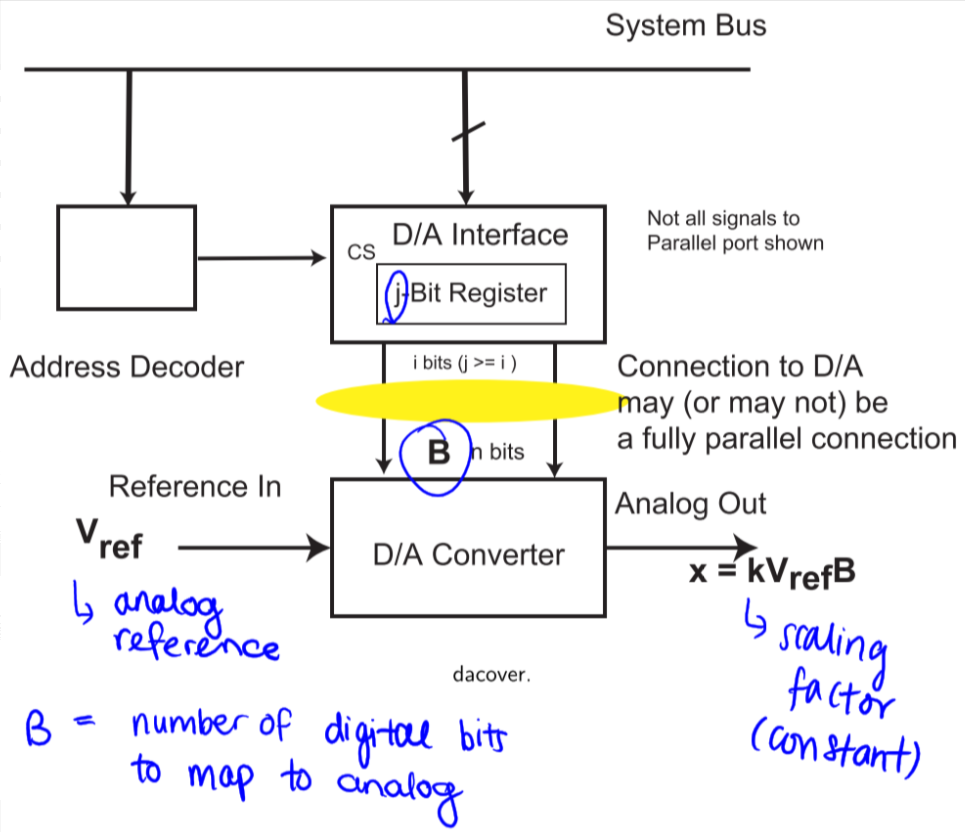 System Bus
D/A Interface
CS
j-Bit Register
Not all signals to
Parallel port shown
Address Decoder
i bits (j >= i )
Connection to D/A
may (or may not) be
a fully parallel connection
B n bits
Reference In
Vref
D/A Converter
Analog Out
x = kVrefB
↳ analog
reference
↳ scaling
factor
(constant)
dacover.
B = number of digital bits
to map to analog